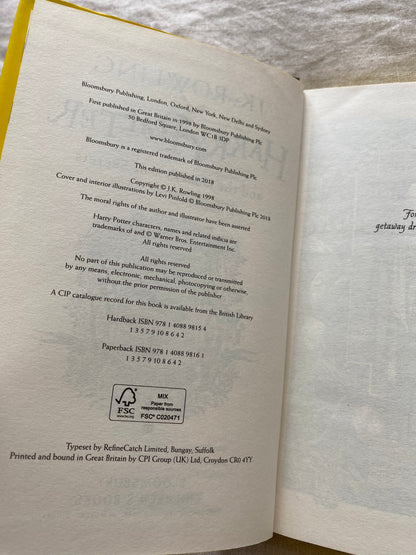 Bloomsbury Publishing, London, Oxford, New York, New Delhi and Sydney
First published in Great Britain in 1998 by Bloomsbury Publishing Plc
50 Bedford Square, London WC1B 3DP
www.bloomsbury.com
Bloomsbury is a registered trademark of Bloomsbury Publishing Plc
This edition published in 2018
Copyright © J.K. Rowling 1998
Cover and interior illustrations by Levi Pinfold © Bloomsbury Publishing Plc 2018
The moral rights of the author and illustrator have been asserted
Harry Potter characters, names and related indicia are
trademarks of and © Warner Bros. Entertainment Inc.
All rights reserved
All rights reserved
No part of this publication may be reproduced or transmitted
by any means, electronic, mechanical, photocopying or otherwise,
without the prior permission of the publisher
A CIP catalogue record for this book is available from the British Library
Hardback ISBN 978 1 4088 9815 4
1 3 5 7 9 10 8 6 4 2
Paperback ISBN 978 1 4088 9816 1
1 3 5 7 9 10 8 6 4 2
FSC
www.fsc.org
MIX
Paper from
responsible sources
FSC® C020471
Typeset by RefineCatch Limited, Bungay, Suffolk
Printed and bound in Great Britain by CPI Group (UK) Ltd, Croydon CR0 4YY
getaway